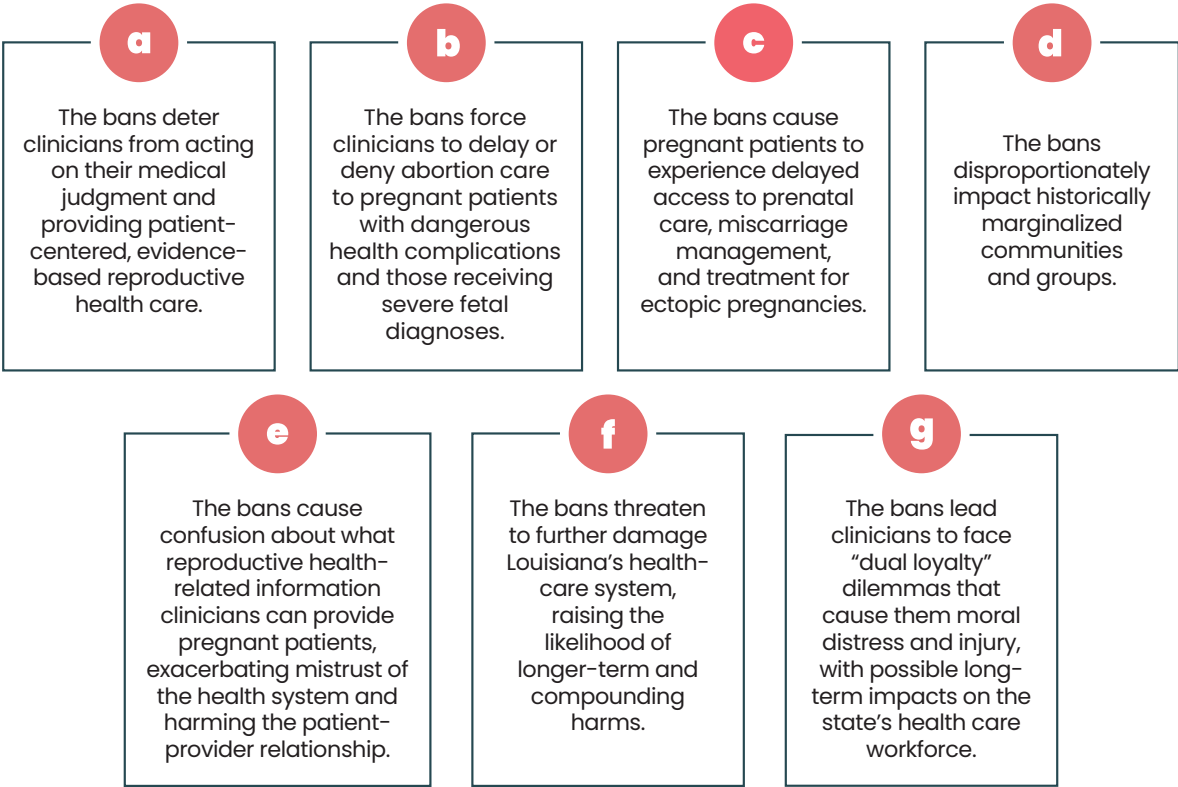 a
The bans deter
clinicians from acting
on their medical
judgment and
providing patient-
centered, evidence-
based reproductive
health care.
b
The bans force
clinicians to delay or
deny abortion care
to pregnant patients
with dangerous
health complications
and those receiving
severe fetal
diagnoses.
c
The bans cause
pregnant patients to
experience delayed
access to prenatal
care, miscarriage
management,
and treatment for
ectopic pregnancies.
d
The bans
disproportionately
impact historically
marginalized
communities
and groups.
e
The bans cause
confusion about what
reproductive health-
related information
clinicians can provide
pregnant patients,
exacerbating mistrust of
the health system and
harming the patient-
provider relationship.
f
The bans threaten
to further damage
Louisiana’s health-
care system,
raising the
likelihood of
longer-term and
compounding
harms.
g
The bans lead
clinicians to face
“dual loyalty”
dilemmas that
cause them moral
distress and injury,
with possible long-
term impacts on the
state’s health care
workforce.